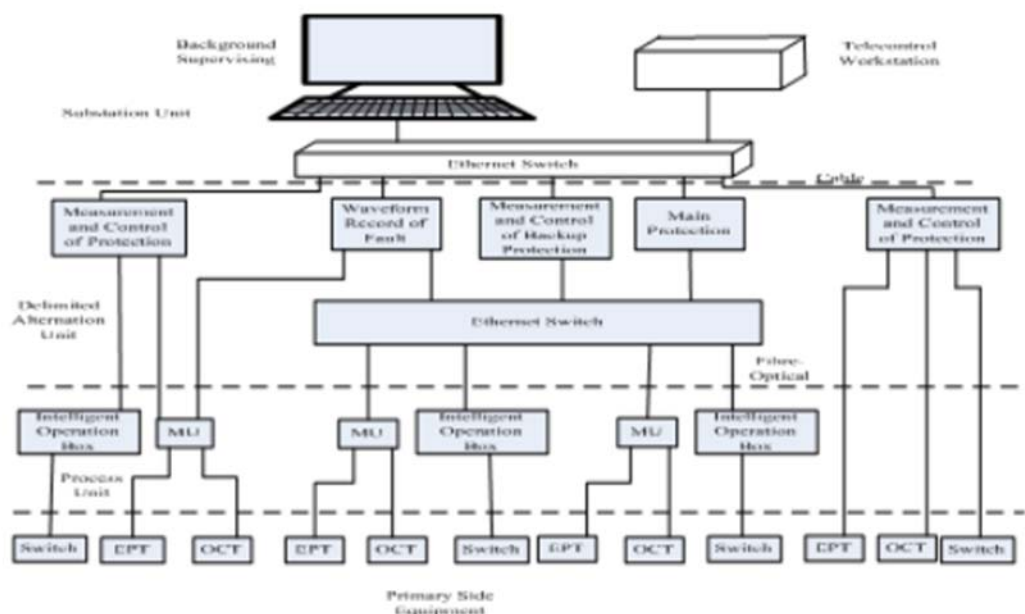 Background
Supervising
Telecontrol
Workstation
Substation Unit
Ethernet Switch
Cable
Measurement
and Control
of Protection
Waveform
Record of
Fault
Measurement
and Control
of Backup
Protection
Main
Protection
Measurement
and Control
of Protection
Delimited
Alternation
Unit
Ethernet Switch
Fibre-
Optical
Intelligent
Operation
Box
MU
MU
Intelligent
Operation
Box
MU
Intelligent
Operation
Box
Process
Unit
Switch
EPT
OCT
EPT
OCT
Switch
EPT
OCT
Switch
EPT
OCT
Switch
Primary Side
Equipment